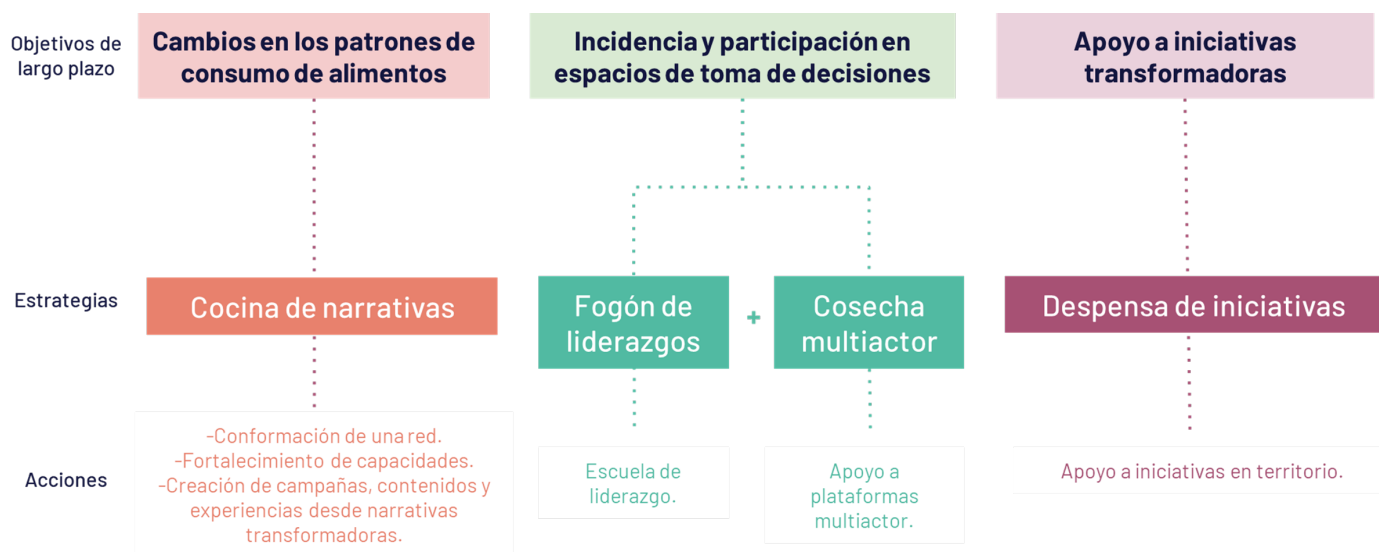 Objetivos de
largo plazo
Cambios en los patrones de
consumo de alimentos
Incidencia y participación en
espacios de toma de decisiones
Apoyo a iniciativas
transformadoras
Estrategias
Cocina de narrativas
Fogón de
liderazgos
+
Cosecha
multiactor
Despensa de iniciativas
Acciones
-Conformación de una red.
-Fortalecimiento de capacidades.
-Creación de campañas, contenidos y
experiencias desde narrativas
transformadoras.
Escuela de
liderazgo.
Apoyo a
plataformas
multiactor.
Apoyo a iniciativas en territorio.